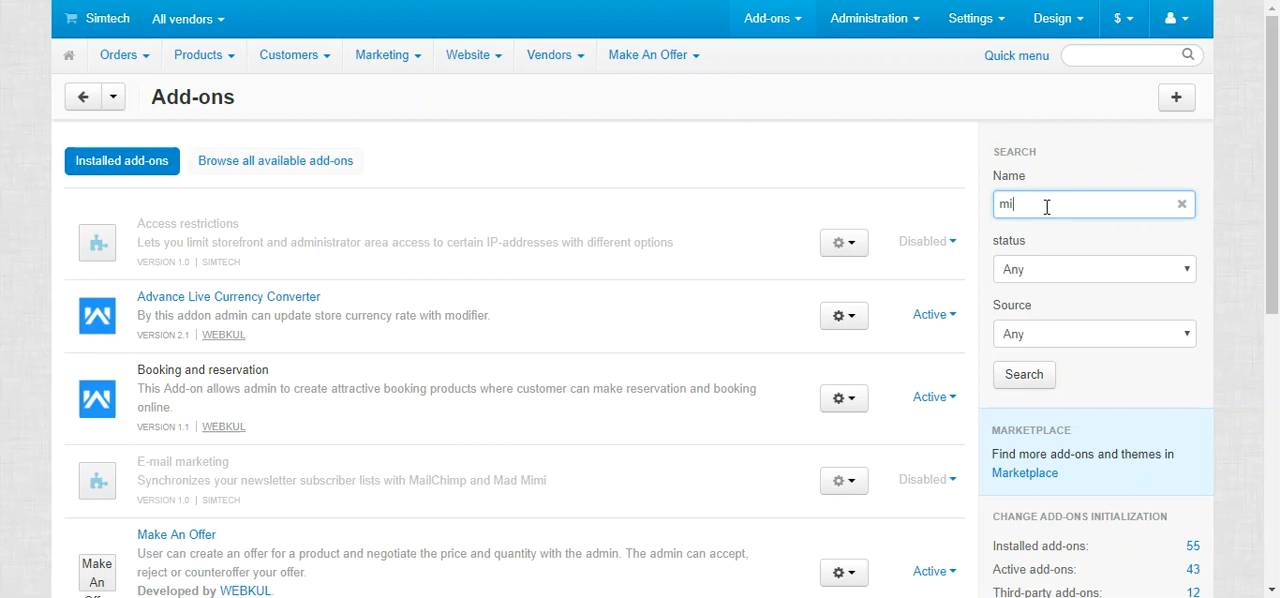 Simtech All vendors Add-ons Administration Settings Design $
Orders Products Customers Marketing Website Vendors Make An Offer Quick menu
Add-ons
Installed add-ons Browse all available add-ons
Access restrictions
Lets you limit storefront and administrator area access to certain IP-addresses with different options
VERSION 1.0 | SIMTECH
Disabled
Advance Live Currency Converter
By this addon admin can update store currency rate with modifier.
VERSION 2.1 | WEBKUL
Active
Booking and reservation
This Add-on allows admin to create attractive booking products where customer can make reservation and booking
online.
VERSION 1.1 | WEBKUL
Active
E-mail marketing
Synchronizes your newsletter subscriber lists with MailChimp and Mad Mimi
VERSION 1.0 | SIMTECH
Disabled
Make
An
Make An Offer
User can create an offer for a product and negotiate the price and quantity with the admin. The admin can accept,
reject or counteroffer your offer.
Developed by WEBKUL.
Active
SEARCH
Name
mi
status
Any
Source
Any
Search
MARKETPLACE
Find more add-ons and themes in
Marketplace
CHANGE ADD-ONS INITIALIZATION
Installed add-ons: 55
Active add-ons: 43
Third-party add-ons: 12